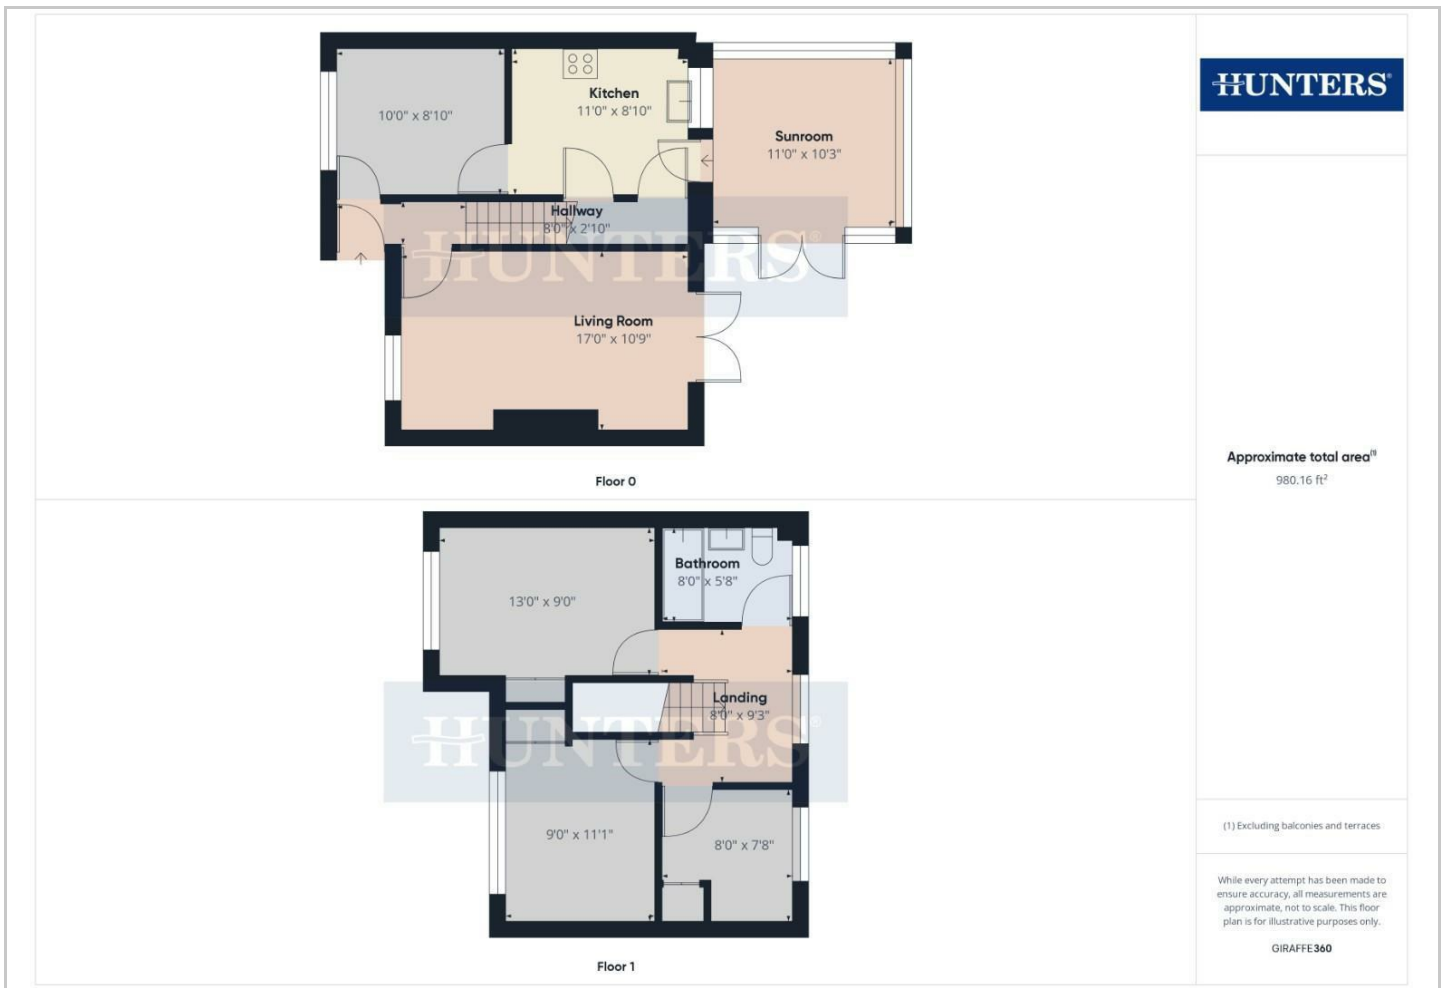 HUNTERS®
10'0" x 8'10"
Kitchen
11'0" x 8'10"
Sunroom
11'0" x 10'3"
Hallway
8'0" x 2'10"
HUNTERS®
Living Room
17'0" x 10'9"
Floor 0
Approximate total area⁽¹⁾
980.16 ft²
Bathroom
8'0" x 5'8"
13'0" x 9'0"
Landing
8'0" x 9'3"
HUNTERS®
9'0" x 11'1"
8'0" x 7'8"
Floor 1
(1) Excluding balconies and terraces
While every attempt has been made to
ensure accuracy, all measurements are
approximate, not to scale. This floor
plan is for illustrative purposes only.
GIRAFFE360